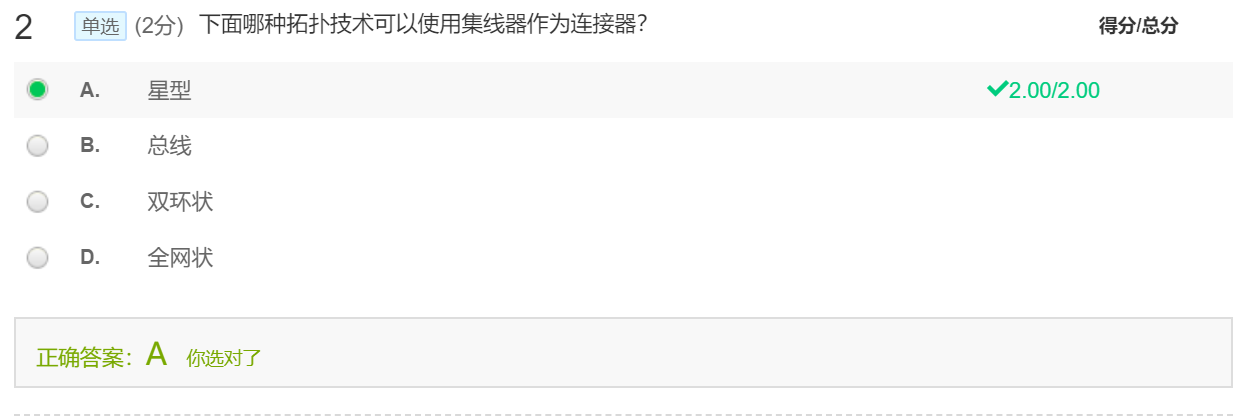 2 单选 (2分) 下面哪种拓扑技术可以使用集线器作为连接器? 得分/总分
A. 星型 2.00/2.00
B. 总线
C. 双环状
D. 全网状
正确答案：A 你选对了